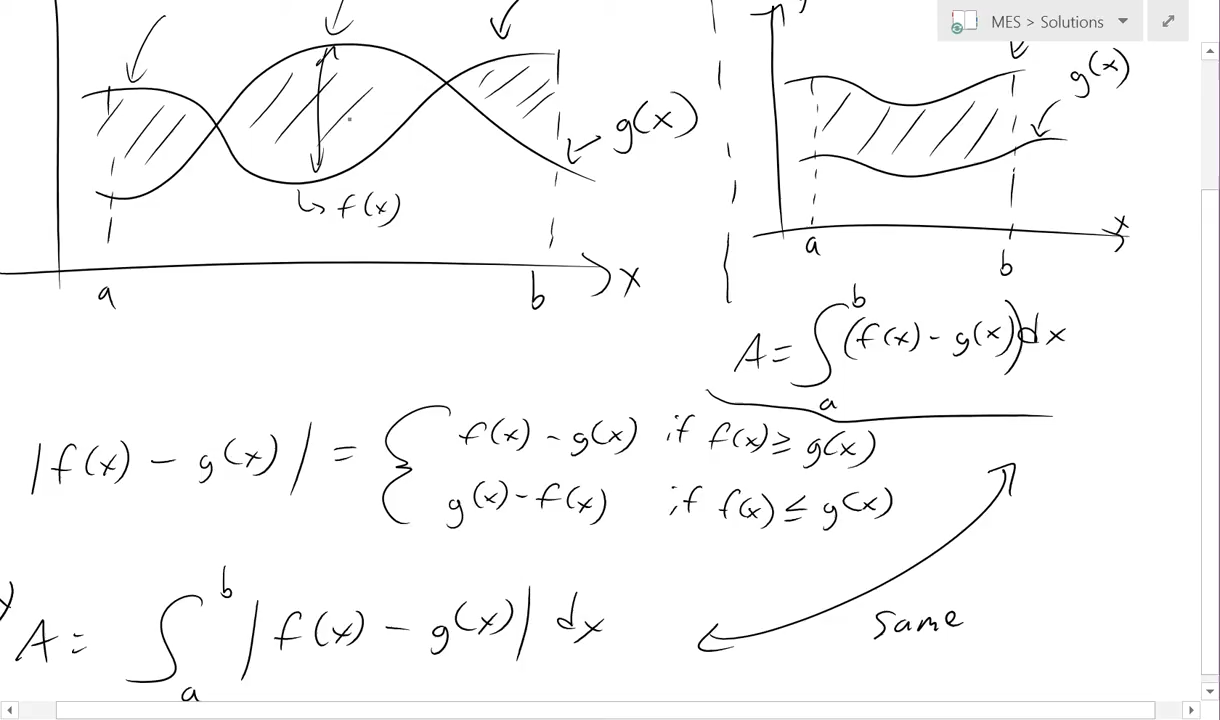 MES > Solutions
g(x)
g(x)
f(x)
x
a
b
x
a
b
A = ∫_a^b (f(x) - g(x)) dx
|f(x) - g(x)| = { f(x) - g(x) if f(x) ≥ g(x)
g(x) - f(x) if f(x) ≤ g(x)
A = ∫_a^b |f(x) - g(x)| dx
Same